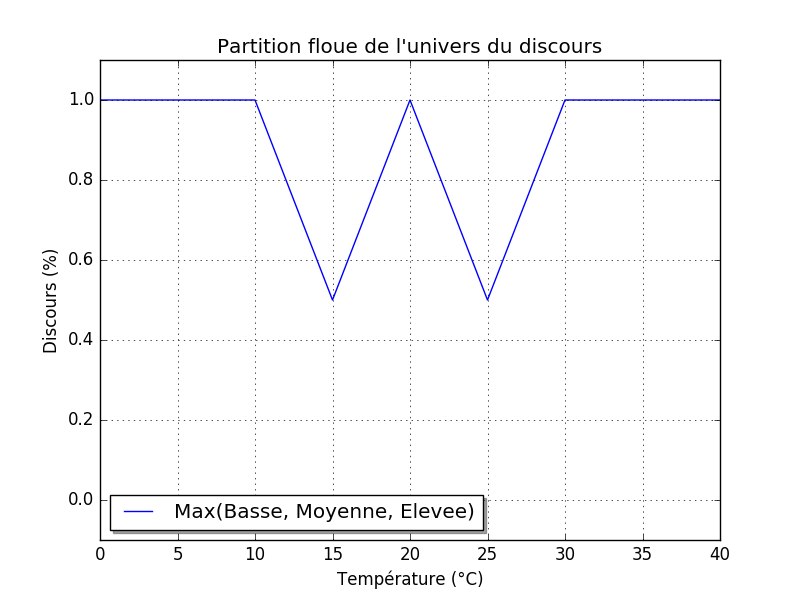 Partition floue de l'univers du discours
1.0
0.8
0.6
0.4
0.2
0.0
Discours (%)
Max(Basse, Moyenne, Elevee)
0 5 10 15 20 25 30 35 40
Température (°C)